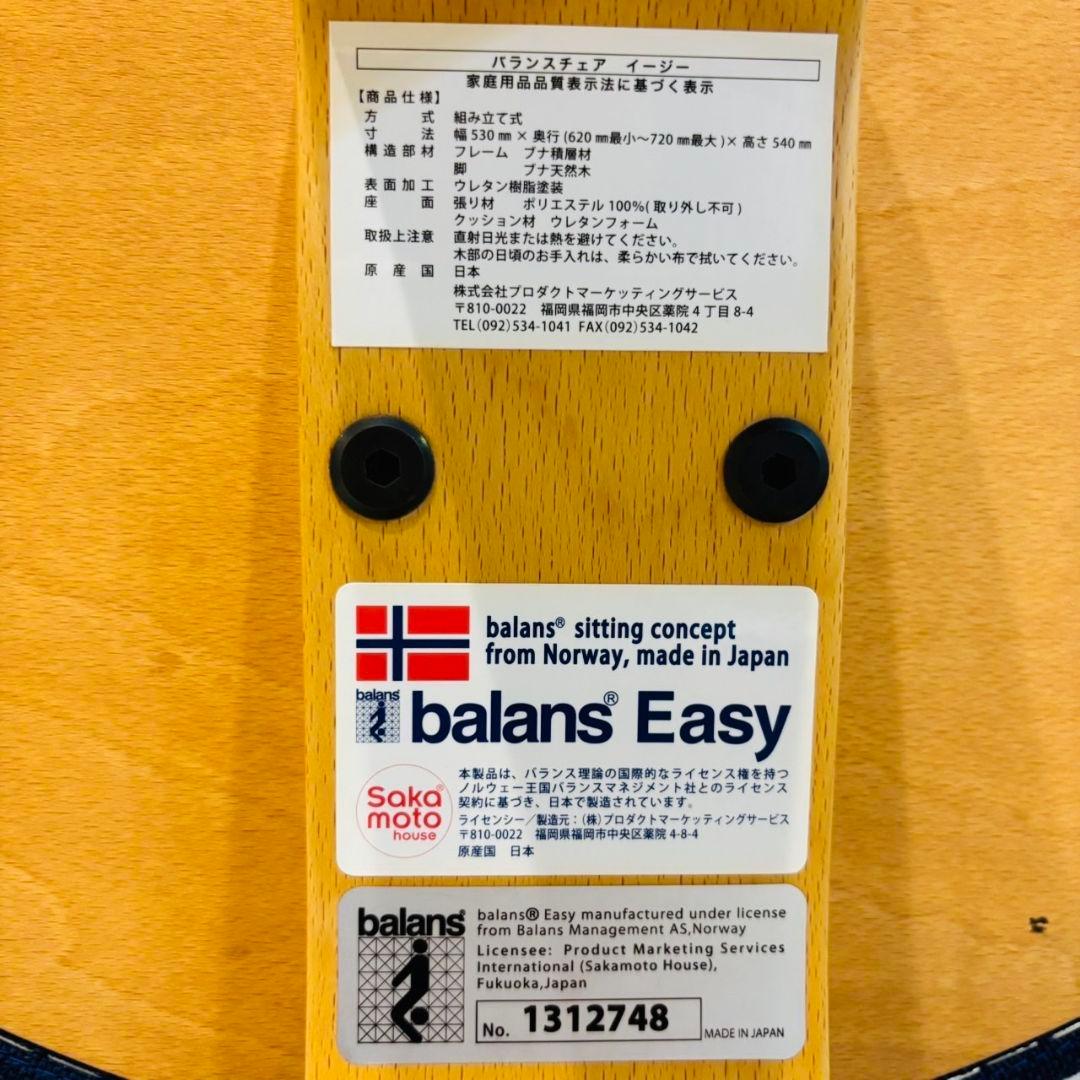 バランスチェア イージー
家庭用品品質表示法に基づく表示
【商品仕様】
方式 組み立て式
寸法 幅 530 ㎜ × 奥行 (620 ㎜最小～720 ㎜最大 )× 高さ 540 ㎜
構造部材 フレーム ブナ積層材
脚 ブナ天然木
表面加工 ウレタン樹脂塗装
座面 張り材 ポリエステル 100%( 取り外し不可 )
クッション材 ウレタンフォーム
取扱上注意 直射日光または熱を避けてください。
木部の日頃のお手入れは、柔らかい布で拭いてください。
原産国 日本
株式会社プロダクトマーケッティングサービス
〒810-0022 福岡県福岡市中央区薬院 4 丁目 8-4
TEL(092)534-1041 FAX(092)534-1042
balans® sitting concept
from Norway, made in Japan
balans
balans® Easy
Saka®
moto
house
本製品は、バランス理論の国際的なライセンス権を持つ
ノルウェー王国バランスマネジメント社とのライセンス
契約に基づき、日本で製造されています。
ライセンシー／製造元：（株）プロダクトマーケッティングサービス
〒810-0022 福岡県福岡市中央区薬院 4-8-4
原産国 日本
balans®
balans® Easy manufactured under license
from Balans Management AS,Norway
Licensee: Product Marketing Services
International (Sakamoto House),
Fukuoka,Japan
No. 1312748
MADE IN JAPAN